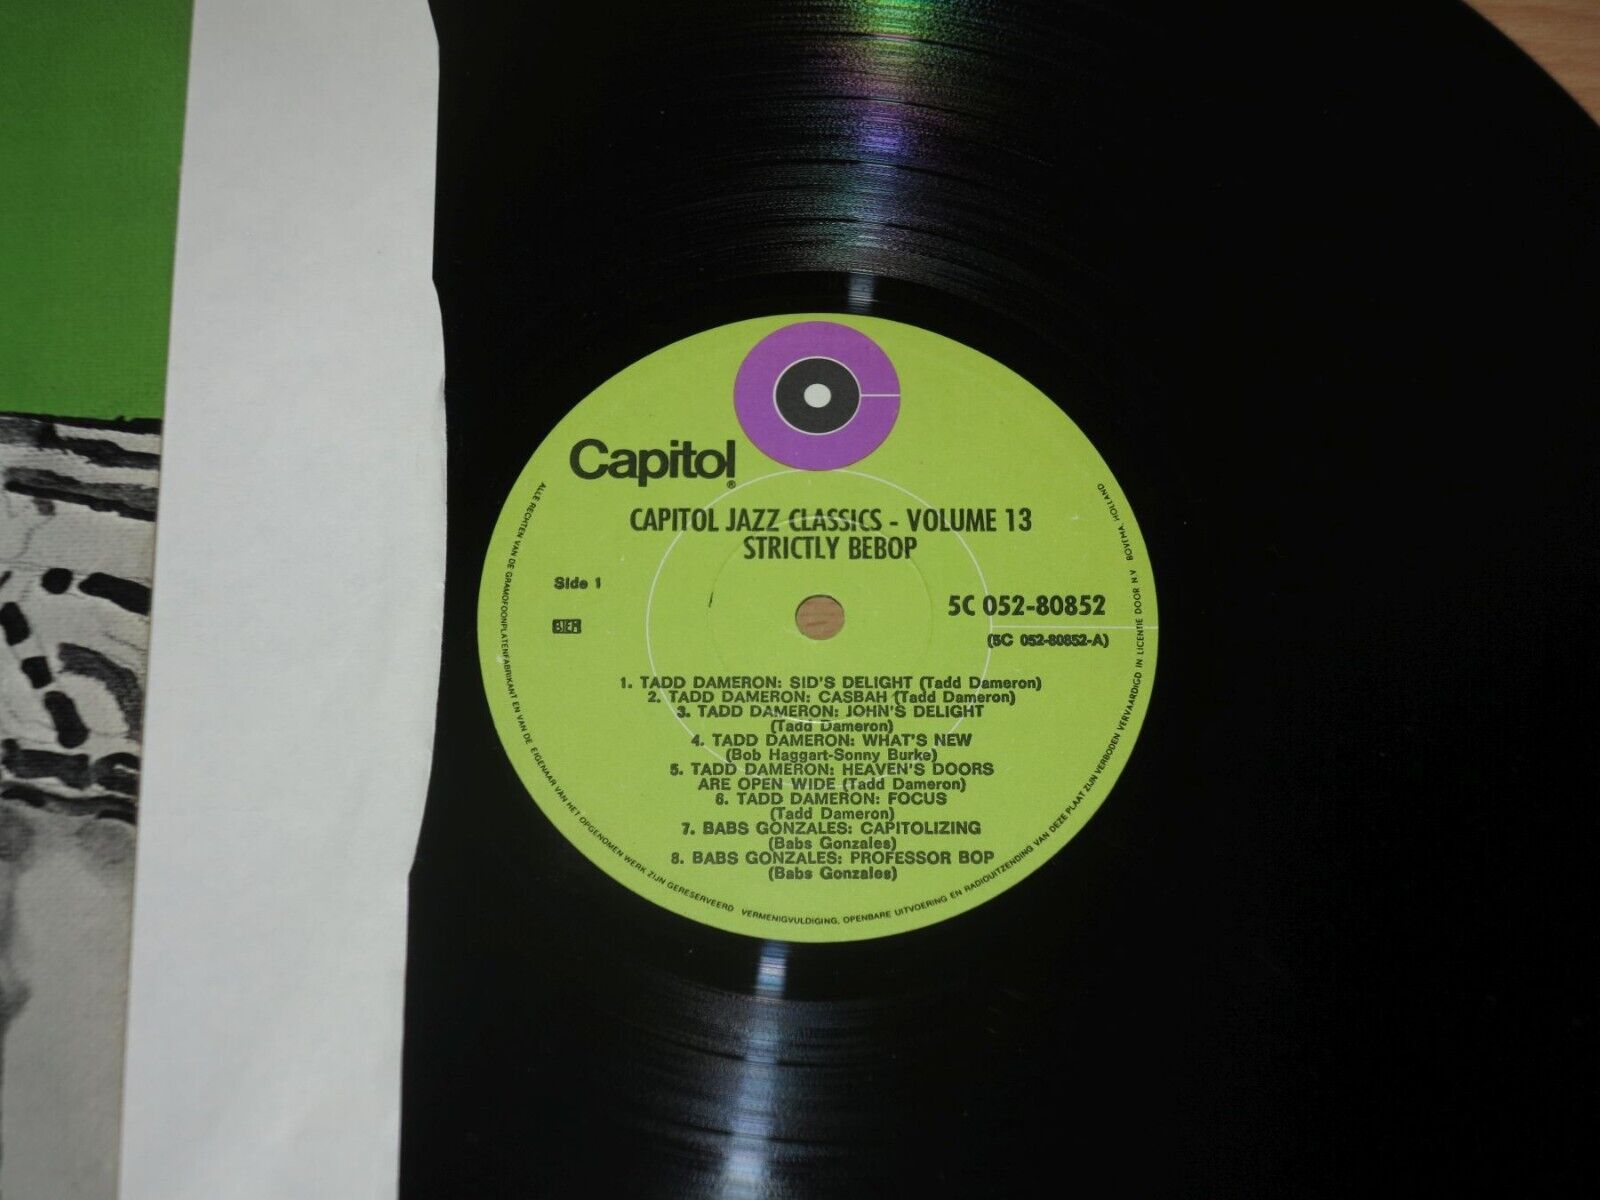 Capitol
®
CAPITOL JAZZ CLASSICS - VOLUME 13
STRICTLY BEBOP
Side 1
BIEM
5C 052-80852
(5C 052-80852-A)
1. TADD DAMERON: SID'S DELIGHT (Tadd Dameron)
2. TADD DAMERON: CASBAH (Tadd Dameron)
3. TADD DAMERON: JOHN'S DELIGHT
(Tadd Dameron)
4. TADD DAMERON: WHAT'S NEW
(Bob Haggart-Sonny Burke)
5. TADD DAMERON: HEAVEN'S DOORS
ARE OPEN WIDE (Tadd Dameron)
6. TADD DAMERON: FOCUS
(Tadd Dameron)
7. BABS GONZALES: CAPITOLIZING
(Babs Gonzales)
8. BABS GONZALES: PROFESSOR BOP
(Babs Gonzales)
ALLE RECHTEN VAN DE GRAMOFOONPLATENFABRIKANT EN VAN DE EIGENAAR VAN HET OPGENOMEN WERK ZIJN GERESERVEERD VERMENIGVULDIGING, OPENBARE UITVOERING EN RADIOUITZENDING VAN DEZE PLAAT ZIJN VERBODEN VERVAARDIGD IN LICENTIE DOOR N.V. BOVEMA, HOLLAND